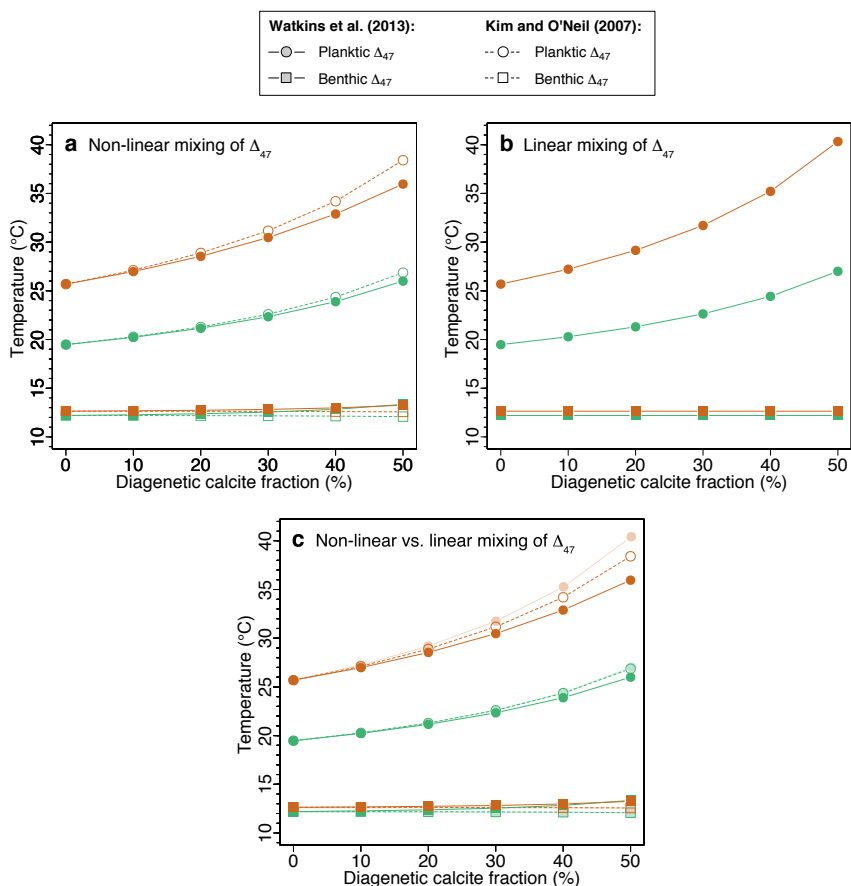 Watkins et al. (2013): Kim and O'Neil (2007):
Planktic Δ47 Planktic Δ47
Benthic Δ47 Benthic Δ47
a Non-linear mixing of Δ47
b Linear mixing of Δ47
Temperature (°C)
10 15 20 25 30 35 40
0 10 20 30 40 50
Diagenetic calcite fraction (%)
Temperature (°C)
10 15 20 25 30 35 40
0 10 20 30 40 50
Diagenetic calcite fraction (%)
c Non-linear vs. linear mixing of Δ47
Temperature (°C)
10 15 20 25 30 35 40
0 10 20 30 40 50
Diagenetic calcite fraction (%)